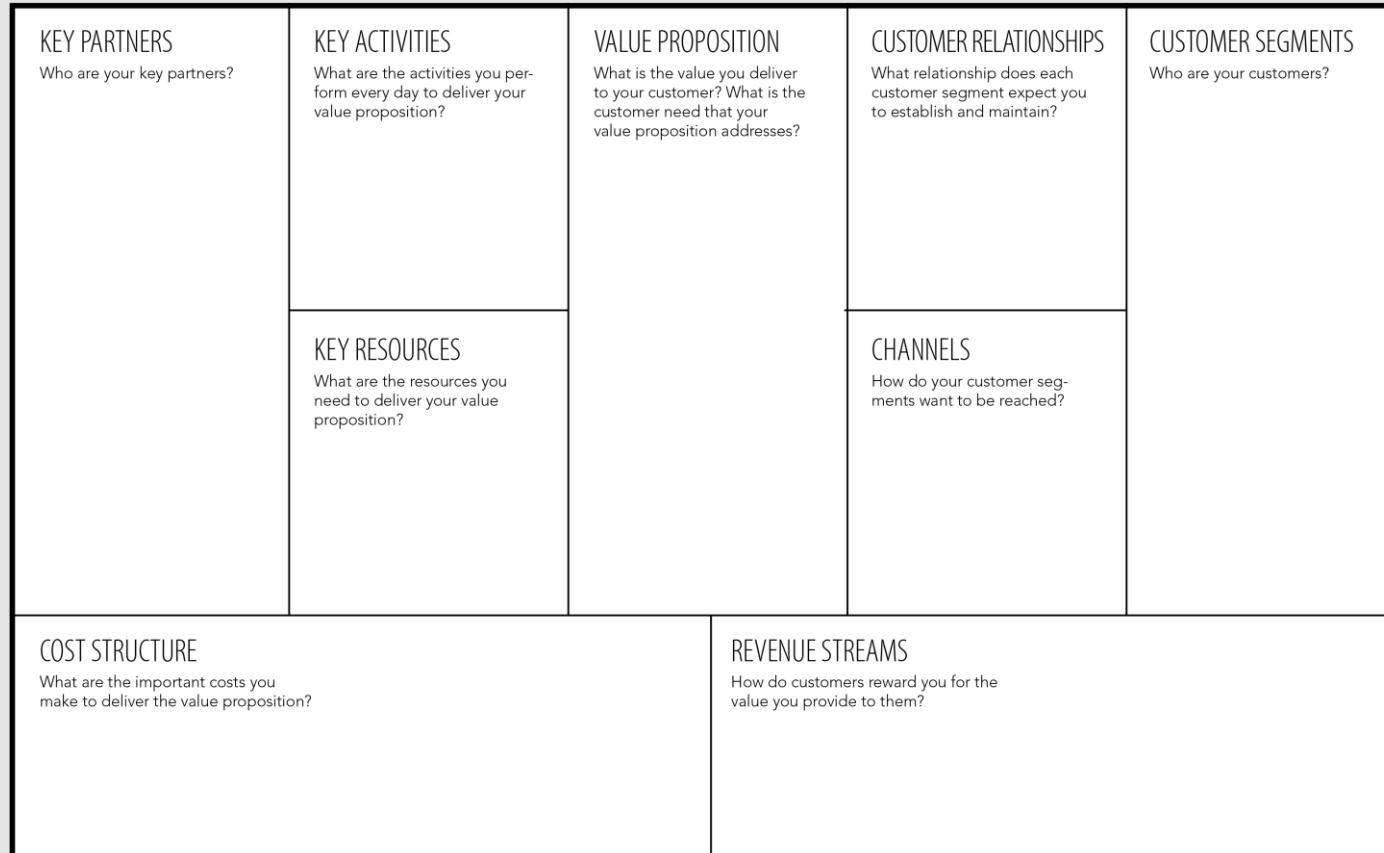 KEY PARTNERS
Who are your key partners?
KEY ACTIVITIES
What are the activities you per-
form every day to deliver your
value proposition?
KEY RESOURCES
What are the resources you
need to deliver your value
proposition?
VALUE PROPOSITION
What is the value you deliver
to your customer? What is the
customer need that your
value proposition addresses?
CUSTOMER RELATIONSHIPS
What relationship does each
customer segment expect you
to establish and maintain?
CHANNELS
How do your customer seg-
ments want to be reached?
CUSTOMER SEGMENTS
Who are your customers?
COST STRUCTURE
What are the important costs you
make to deliver the value proposition?
REVENUE STREAMS
How do customers reward you for the
value you provide to them?